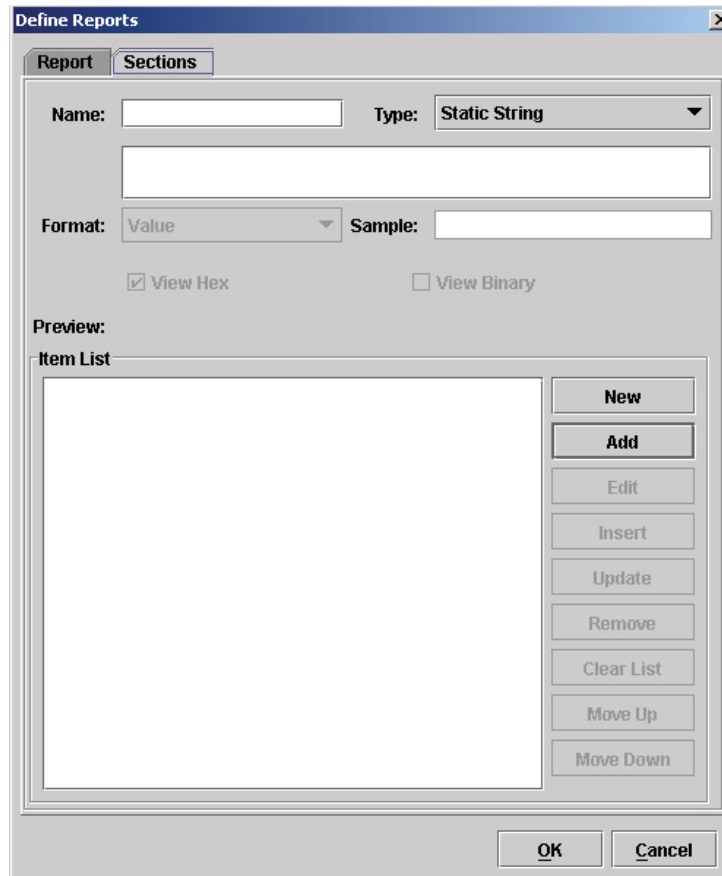 Define Reports
Report Sections
Name: Type: Static String
Format: Value Sample:
View Hex View Binary
Preview:
Item List
New
Add
Edit
Insert
Update
Remove
Clear List
Move Up
Move Down
OK Cancel